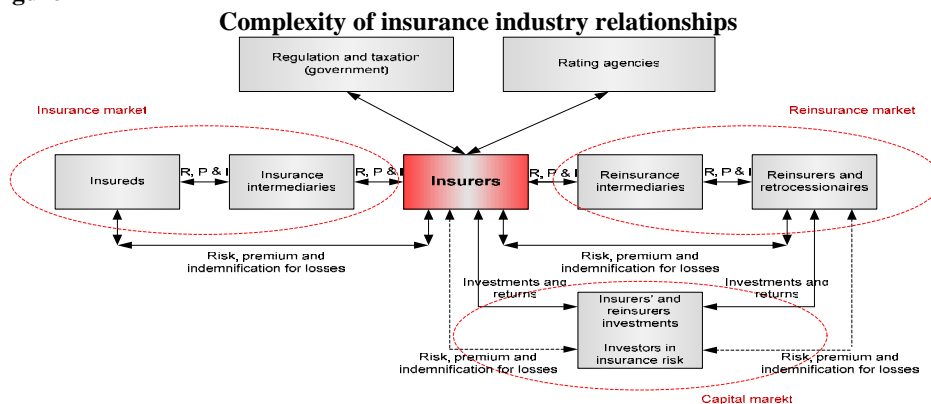 Complexity of insurance industry relationships
Regulation and taxation
(government)
Rating agencies
Insurance market
Reinsurance market
Insureds
R, P & I
Insurance
intermediaries
R, P & I
Insurers
R, P & I
Reinsurance
intermediaries
R, P & I
Reinsurers and
retrocessionaires
Risk, premium and
indemnification for losses
Risk, premium and
indemnification for losses
Investments and
returns
Investments and
returns
Insurers' and
reinsurers
investments
Investors in
insurance risk
Risk, premium and
indemnification for losses
Risk, premium and
indemnification for losses
Capital marekt